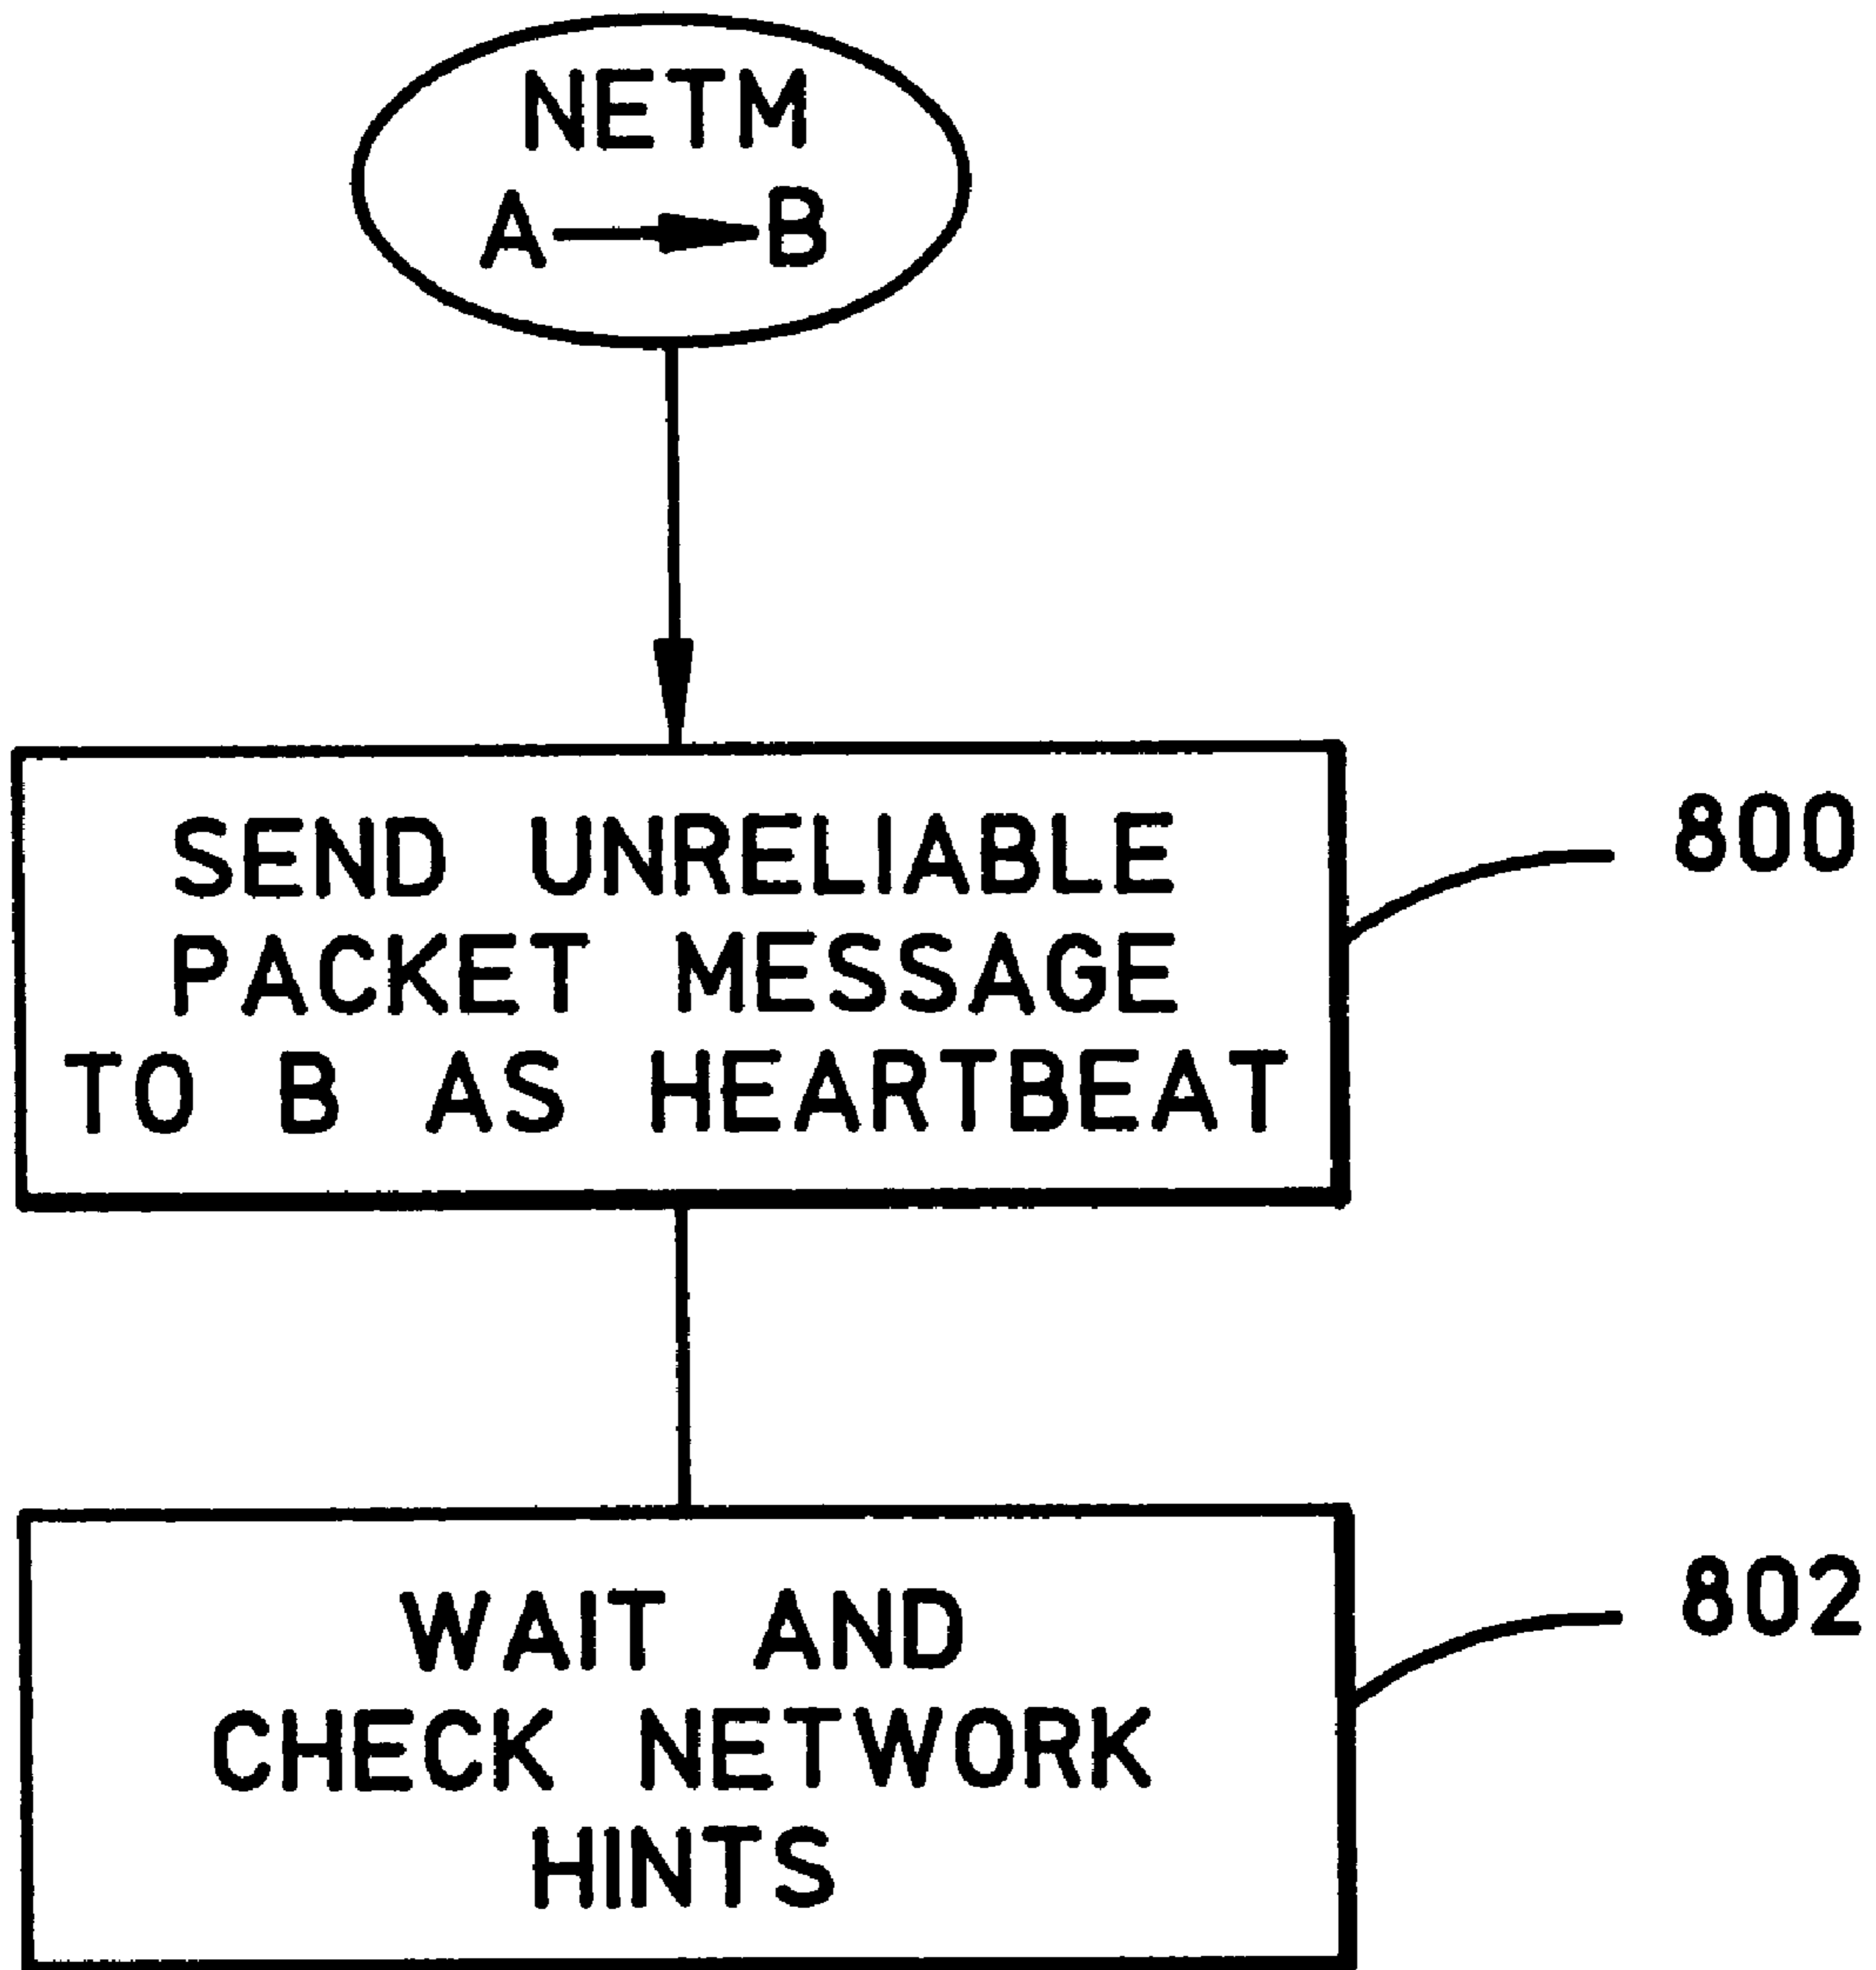 NETM
A → B
SEND UNRELIABLE
PACKET MESSAGE
TO B AS HEARTBEAT
800
WAIT AND
CHECK NETWORK
HINTS
802